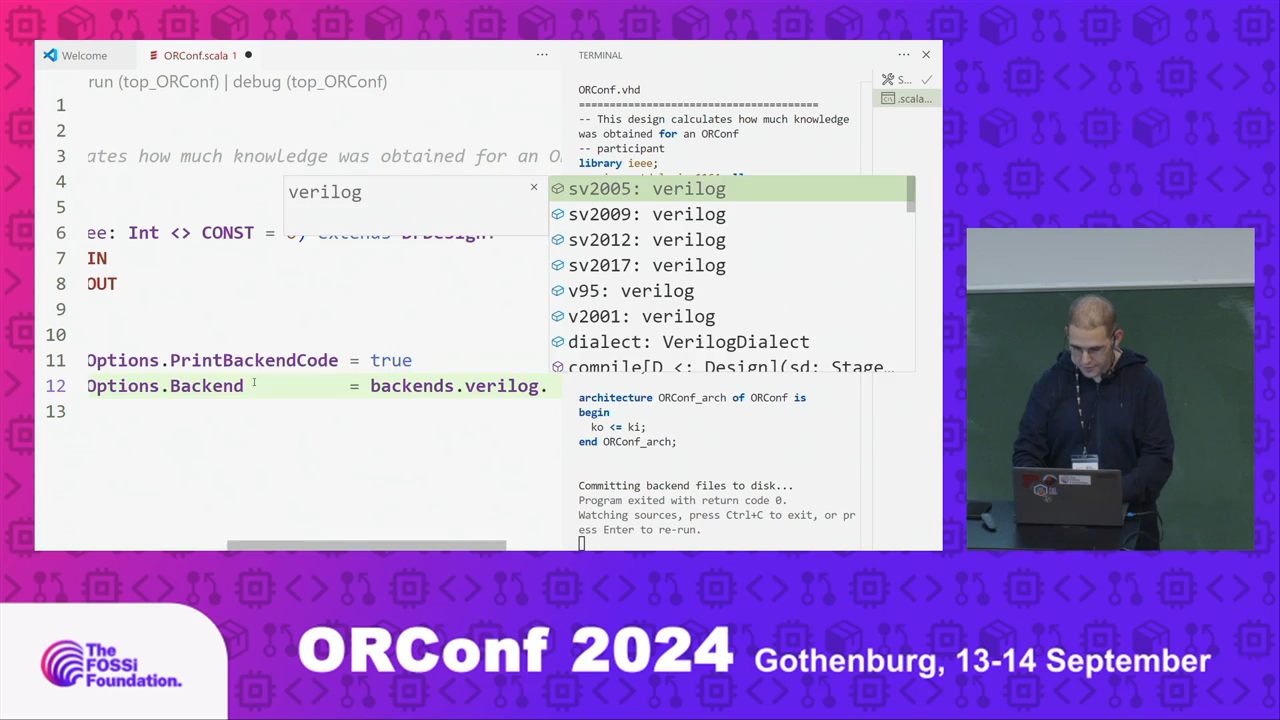 Welcome
ORConf.scala 1
run (top_ORConf) | debug (top_ORConf)
1
2
3 ates how much knowledge was obtained for an O
4
5
6 ee: Int <> CONST =
7 IN
8 OUT
9
10
11 Options.PrintBackendCode = true
12 Options.Backend = backends.verilog.
13
verilog
sv2005: verilog
sv2009: verilog
sv2012: verilog
sv2017: verilog
v95: verilog
v2001: verilog
dialect: VerilogDialect
compile[D <: Design](sd: Stage…
TERMINAL
S...
.scala...
ORConf.vhd
=======================================
-- This design calculates how much knowledge
was obtained for an ORConf
-- participant
library ieee;
architecture ORConf_arch of ORConf is
begin
ko <= ki;
end ORConf_arch;
Committing backend files to disk...
Program exited with return code 0.
Watching sources, press Ctrl+C to exit, or pr
ess Enter to re-run.
The
FOSSi
Foundation.
ORConf 2024 Gothenburg, 13-14 September